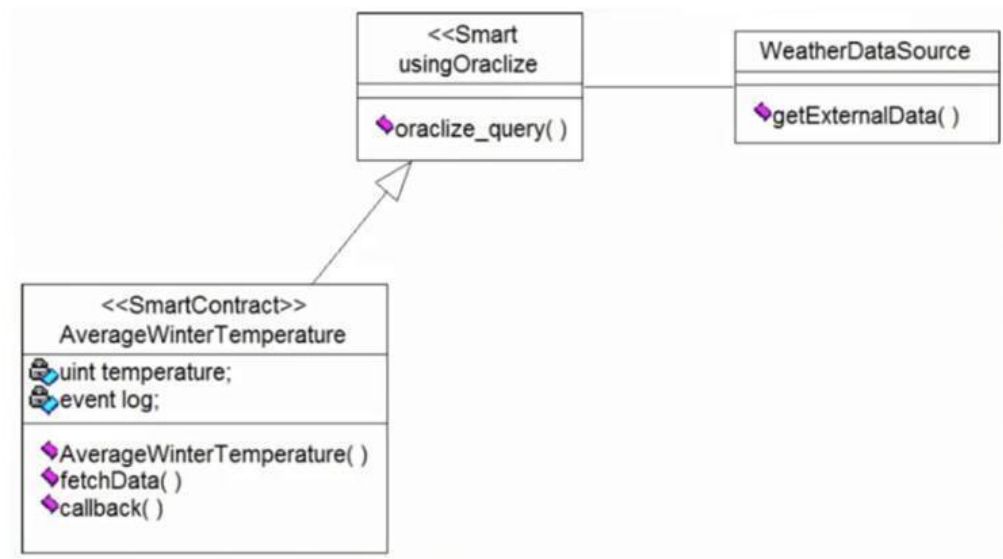 <<Smart
usingOraclize
oraclize_query( )
WeatherDataSource
getExternalData( )
<<SmartContract>>
AverageWinterTemperature
uint temperature;
event log;
AverageWinterTemperature( )
fetchData( )
callback( )